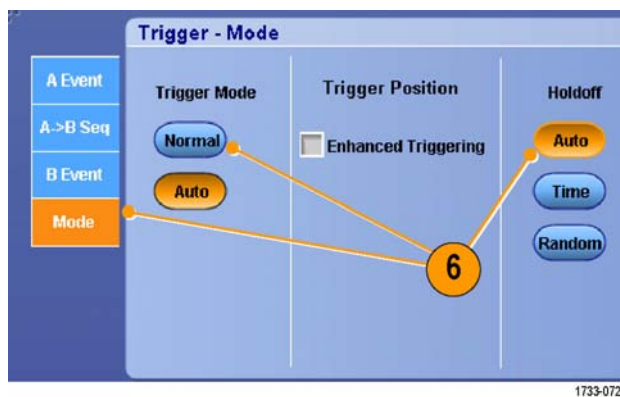 Trigger - Mode
A Event
A->B Seq
B Event
Mode
Trigger Mode
Normal
Auto
Trigger Position
Enhanced Triggering
Holdoff
Auto
Time
Random
6
1733-072